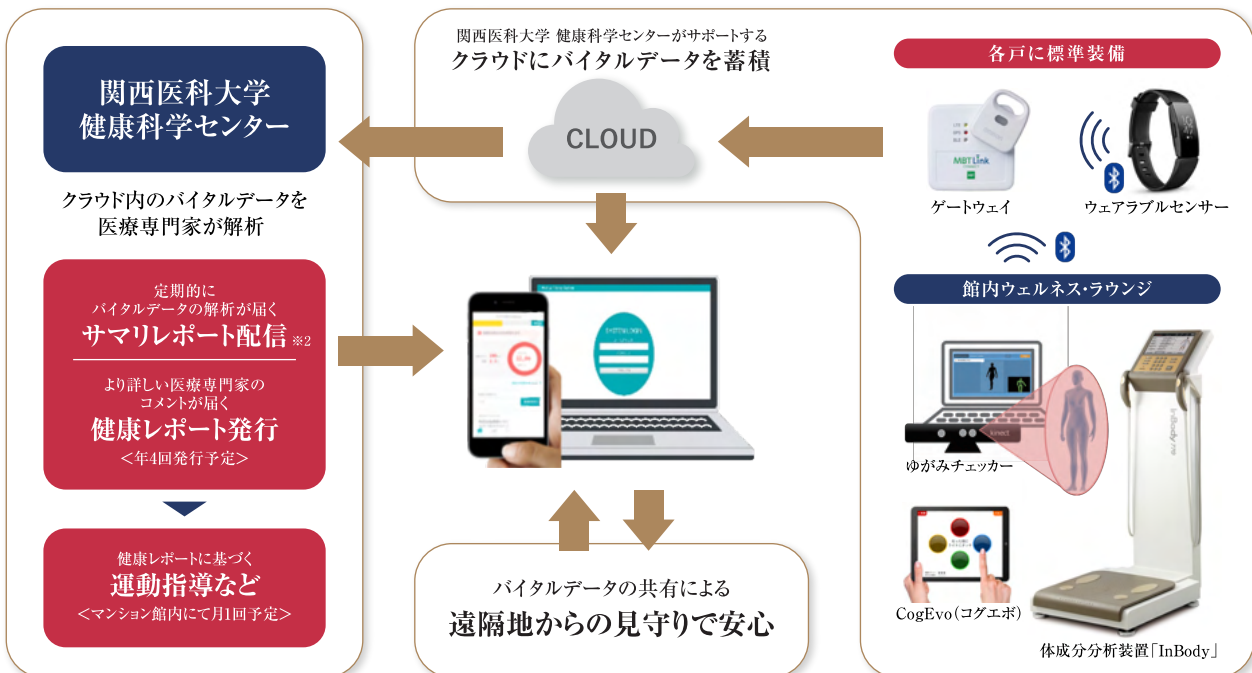 関西医科大学
健康科学センター
クラウド内のバイタルデータを
医療専門家が解析
定期的に
バイタルデータの解析が届く
サマリレポート配信 ※2
より詳しい医療専門家の
コメントが届く
健康レポート発行
＜年4回発行予定＞
健康レポートに基づく
運動指導など
＜マンション館内にて月1回予定＞
関西医科大学 健康科学センターがサポートする
クラウドにバイタルデータを蓄積
CLOUD
バイタルデータの共有による
遠隔地からの見守りで安心
各戸に標準装備
MBTLink
ゲートウェイ
ウェアラブルセンサー
館内ウェルネス・ラウンジ
kinect
ゆがみチェッカー
InBody 770
CogEvo（コグエボ）
体成分分析装置「InBody」